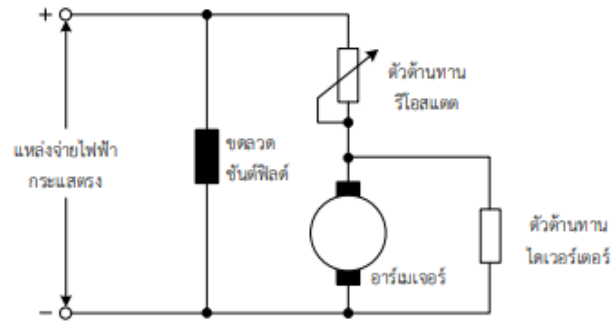 +
ตัวต้านทาน
รีโอสแตต
แหล่งจ่ายไฟฟ้า
กระแสตรง
ขดลวด
ชันต์ฟิลด์
ตัวต้านทาน
ไดเวอร์เตอร์
อาร์เมเจอร์
−